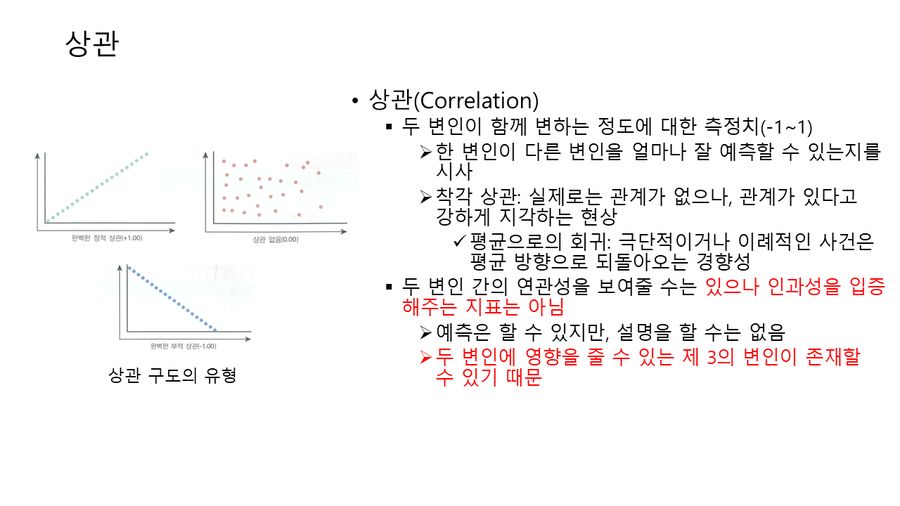 상관
• 상관(Correlation)
▪ 두 변인이 함께 변하는 정도에 대한 측정치(-1~1)
➢한 변인이 다른 변인을 얼마나 잘 예측할 수 있는지를
시사
➢착각 상관: 실제로는 관계가 없으나, 관계가 있다고
강하게 지각하는 현상
✓평균으로의 회귀: 극단적이거나 이례적인 사건은
평균 방향으로 되돌아오는 경향성
▪ 두 변인 간의 연관성을 보여줄 수는 있으나 인과성을 입증
해주는 지표는 아님
➢예측은 할 수 있지만, 설명을 할 수는 없음
➢두 변인에 영향을 줄 수 있는 제 3의 변인이 존재할
수 있기 때문
완벽한 정적 상관(+1.00)
상관 없음(0.00)
완벽한 부적 상관(-1.00)
상관 구도의 유형